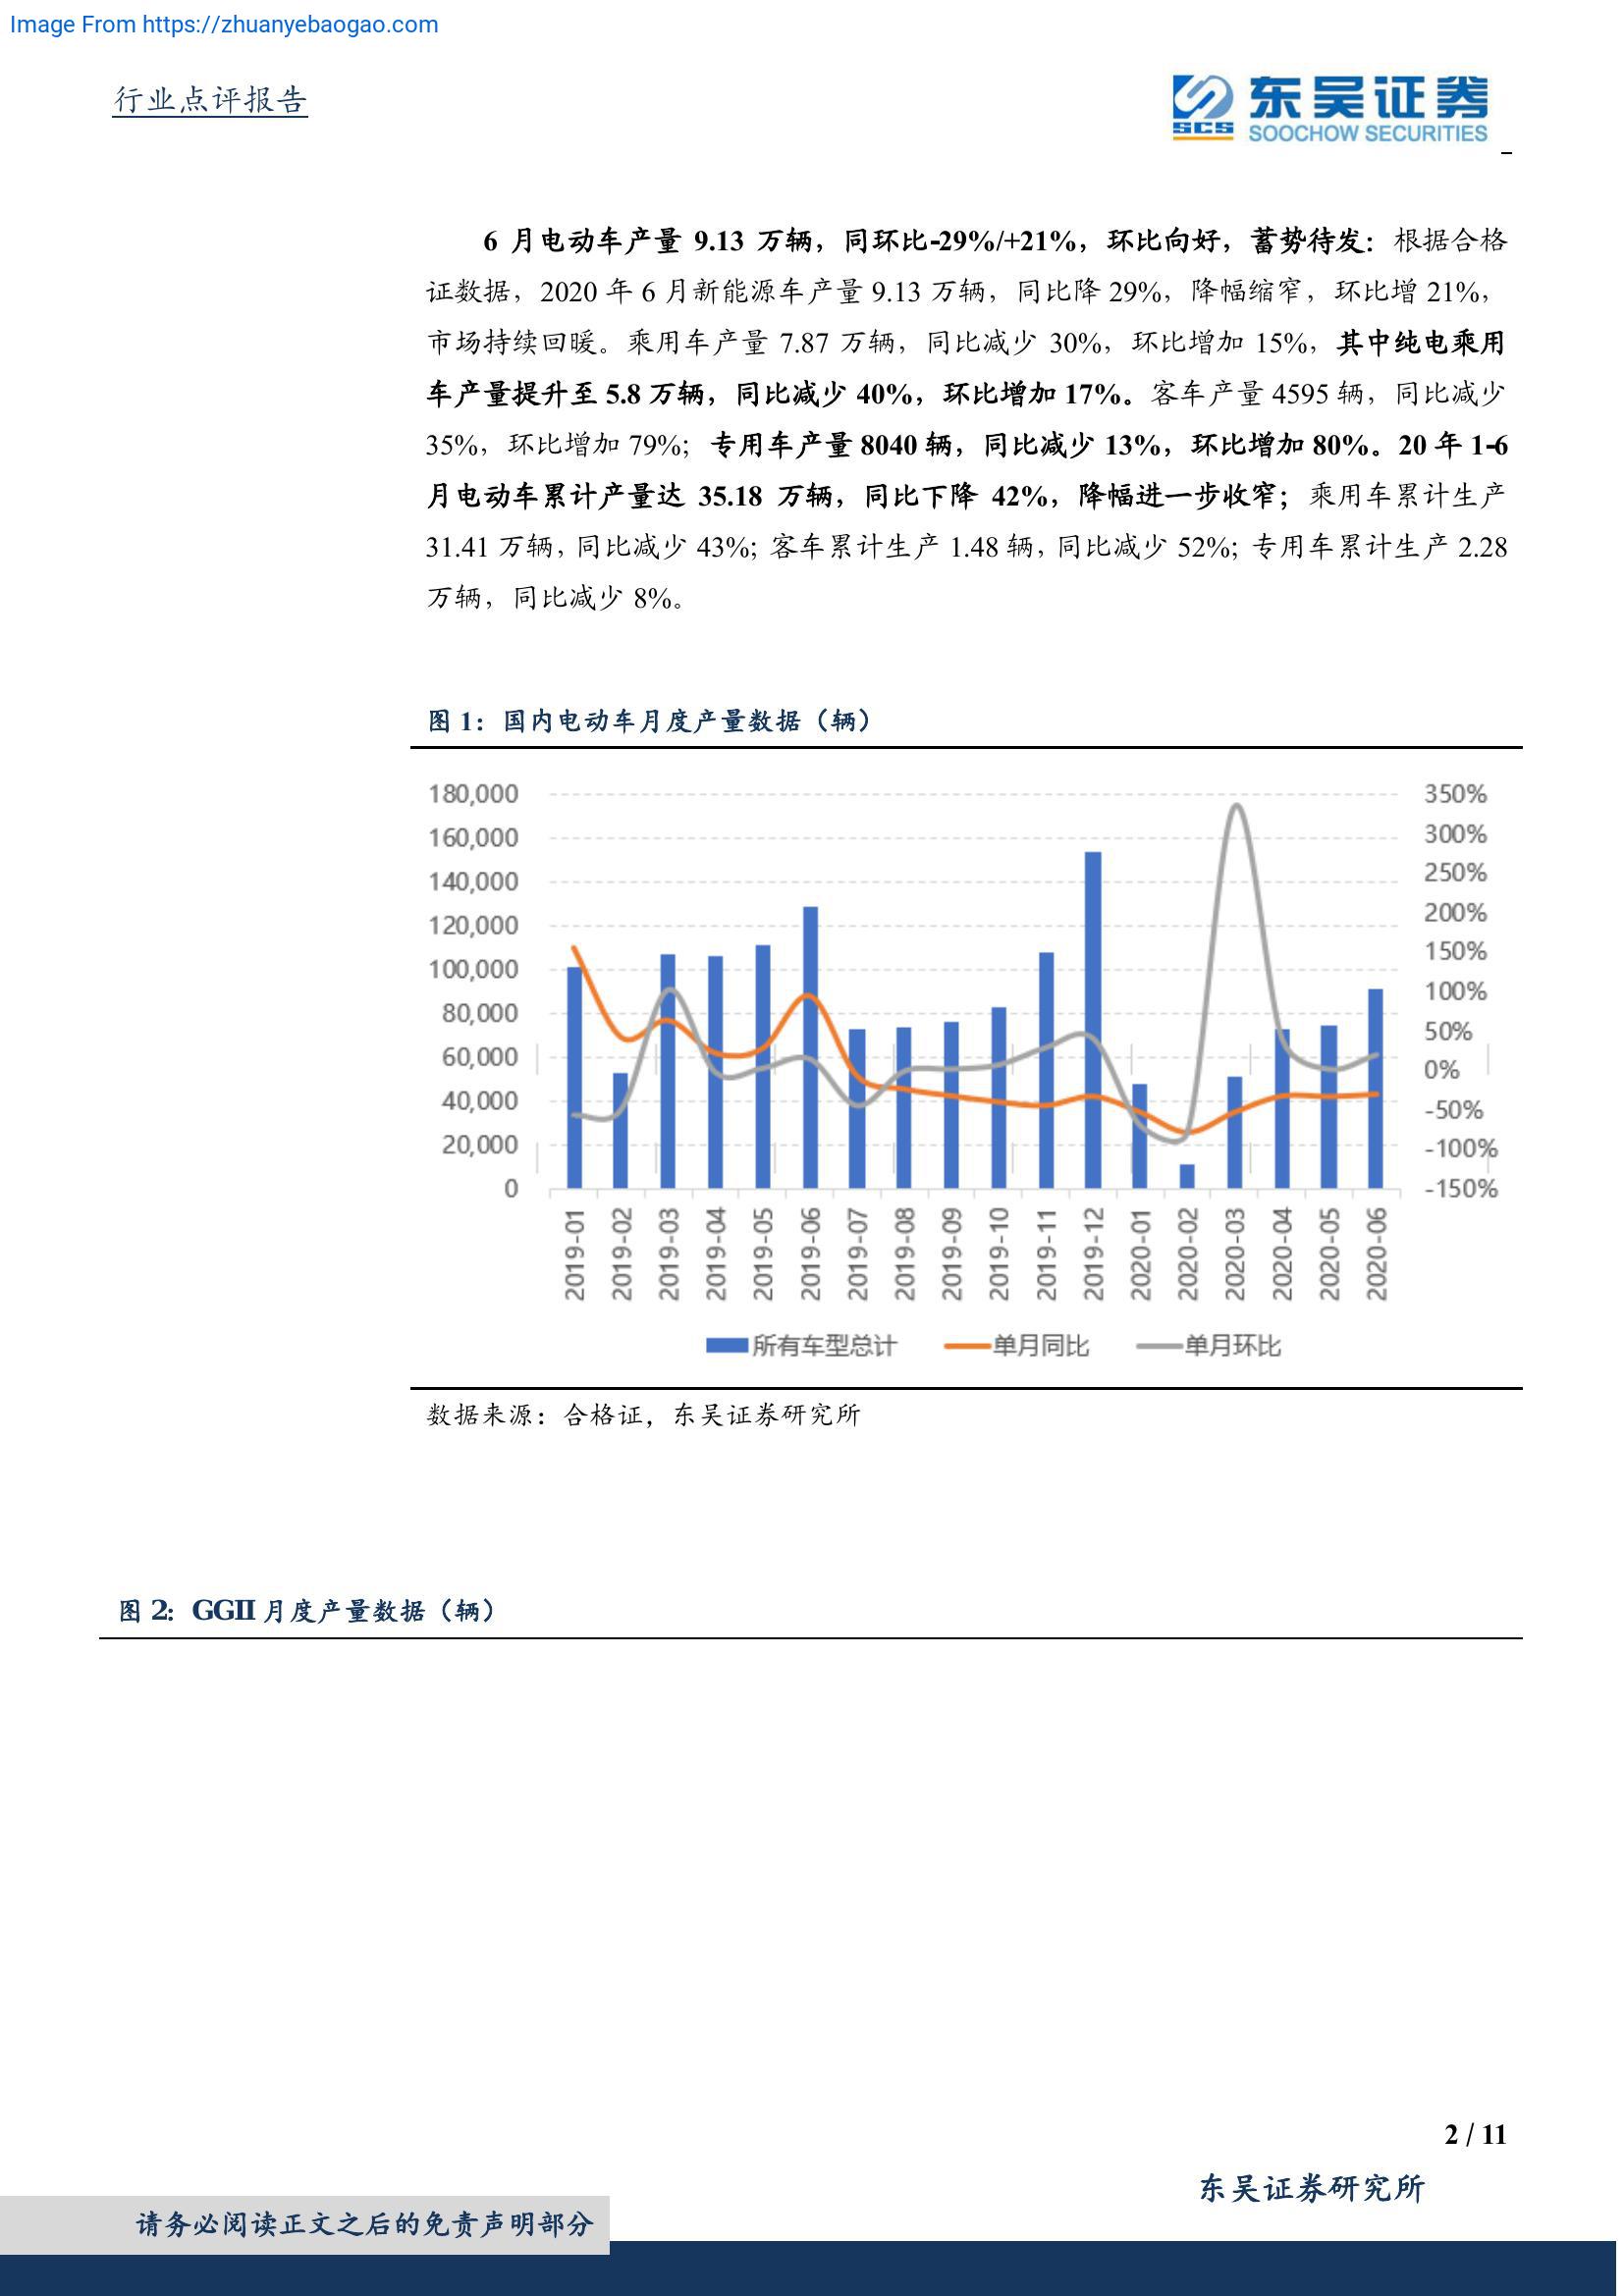 Image From https://zhuanyebaogao.com
行业点评报告
东吴证券
SCS
SOOCHOW SECURITIES
6 月电动车产量 9.13 万辆，同环比-29%/+21%，环比向好，蓄势待发：根据合格
证数据，2020 年 6 月新能源车产量 9.13 万辆，同比降 29%，降幅缩窄，环比增 21%，
市场持续回暖。乘用车产量 7.87 万辆，同比减少 30%，环比增加 15%，其中纯电乘用
车产量提升至 5.8 万辆，同比减少 40%，环比增加 17%。客车产量 4595 辆，同比减少
35%，环比增加 79%；专用车产量 8040 辆，同比减少 13%，环比增加 80%。20 年 1-6
月电动车累计产量达 35.18 万辆，同比下降 42%，降幅进一步收窄；乘用车累计生产
31.41 万辆，同比减少 43%；客车累计生产 1.48 辆，同比减少 52%；专用车累计生产 2.28
万辆，同比减少 8%。
图 1：国内电动车月度产量数据（辆）
180,000 350%
160,000 300%
140,000 250%
120,000 200%
100,000 150%
80,000 100%
60,000 50%
40,000 0%
20,000 -50%
0 -100%
-150%
2019-01 2019-02 2019-03 2019-04 2019-05 2019-06 2019-07 2019-08 2019-09 2019-10 2019-11 2019-12 2020-01 2020-02 2020-03 2020-04 2020-05 2020-06
所有车型总计 单月同比 单月环比
数据来源：合格证，东吴证券研究所
图 2：GGII 月度产量数据（辆）
2 / 11
东吴证券研究所
请务必阅读正文之后的免责声明部分